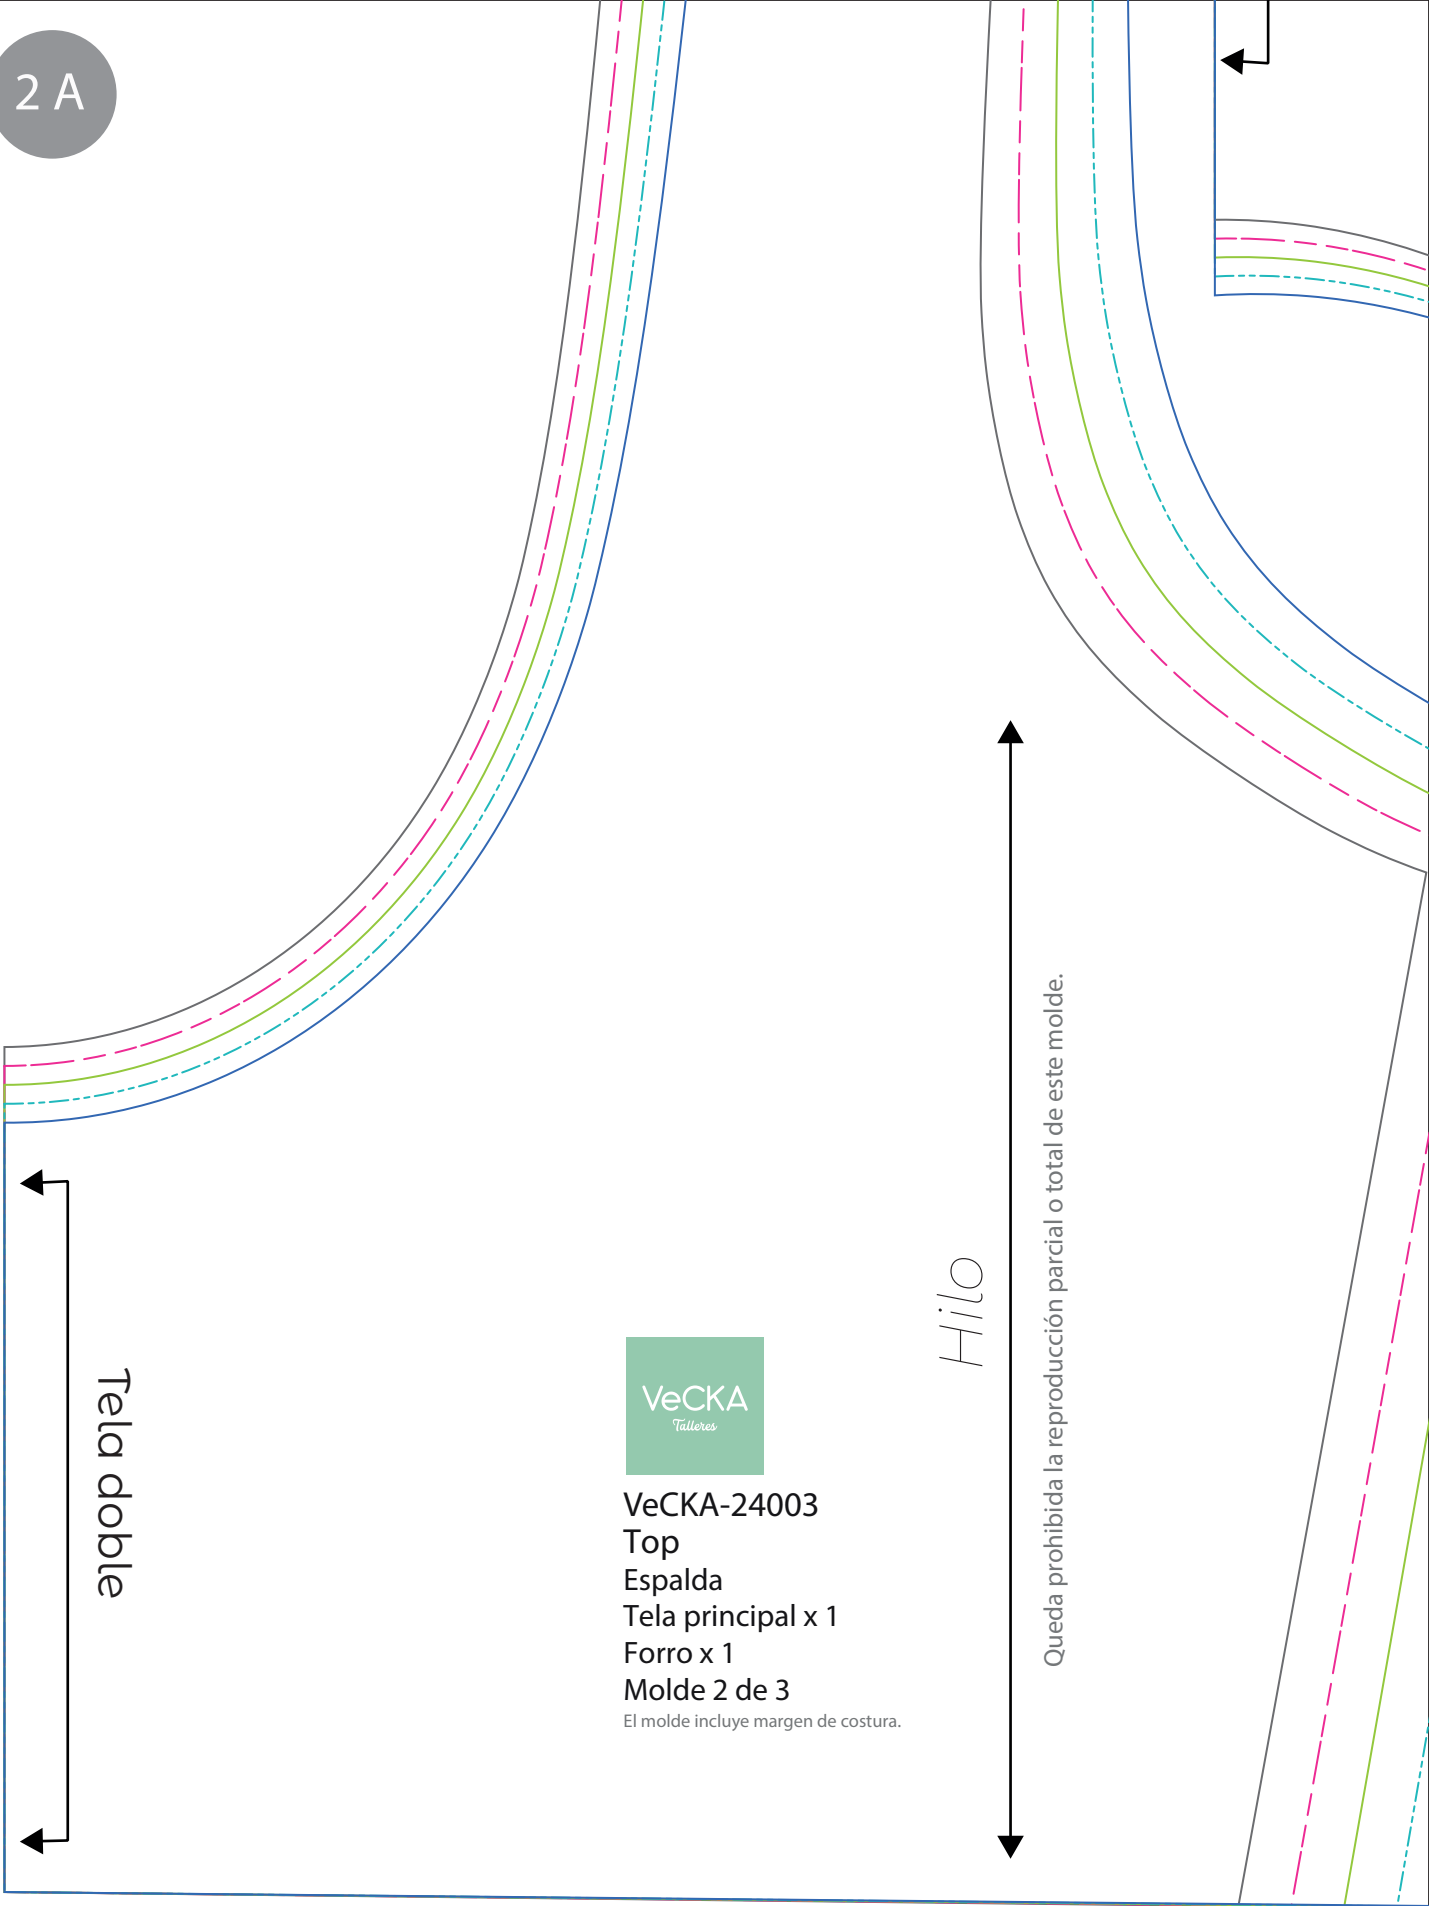 2 A
Tela doble
VeCKA
Talleres
VeCKA-24003
Top
Espalda
Tela principal x 1
Forro x 1
Molde 2 de 3
El molde incluye margen de costura.
Hilo
Queda prohibida la reproducción parcial o total de este molde.